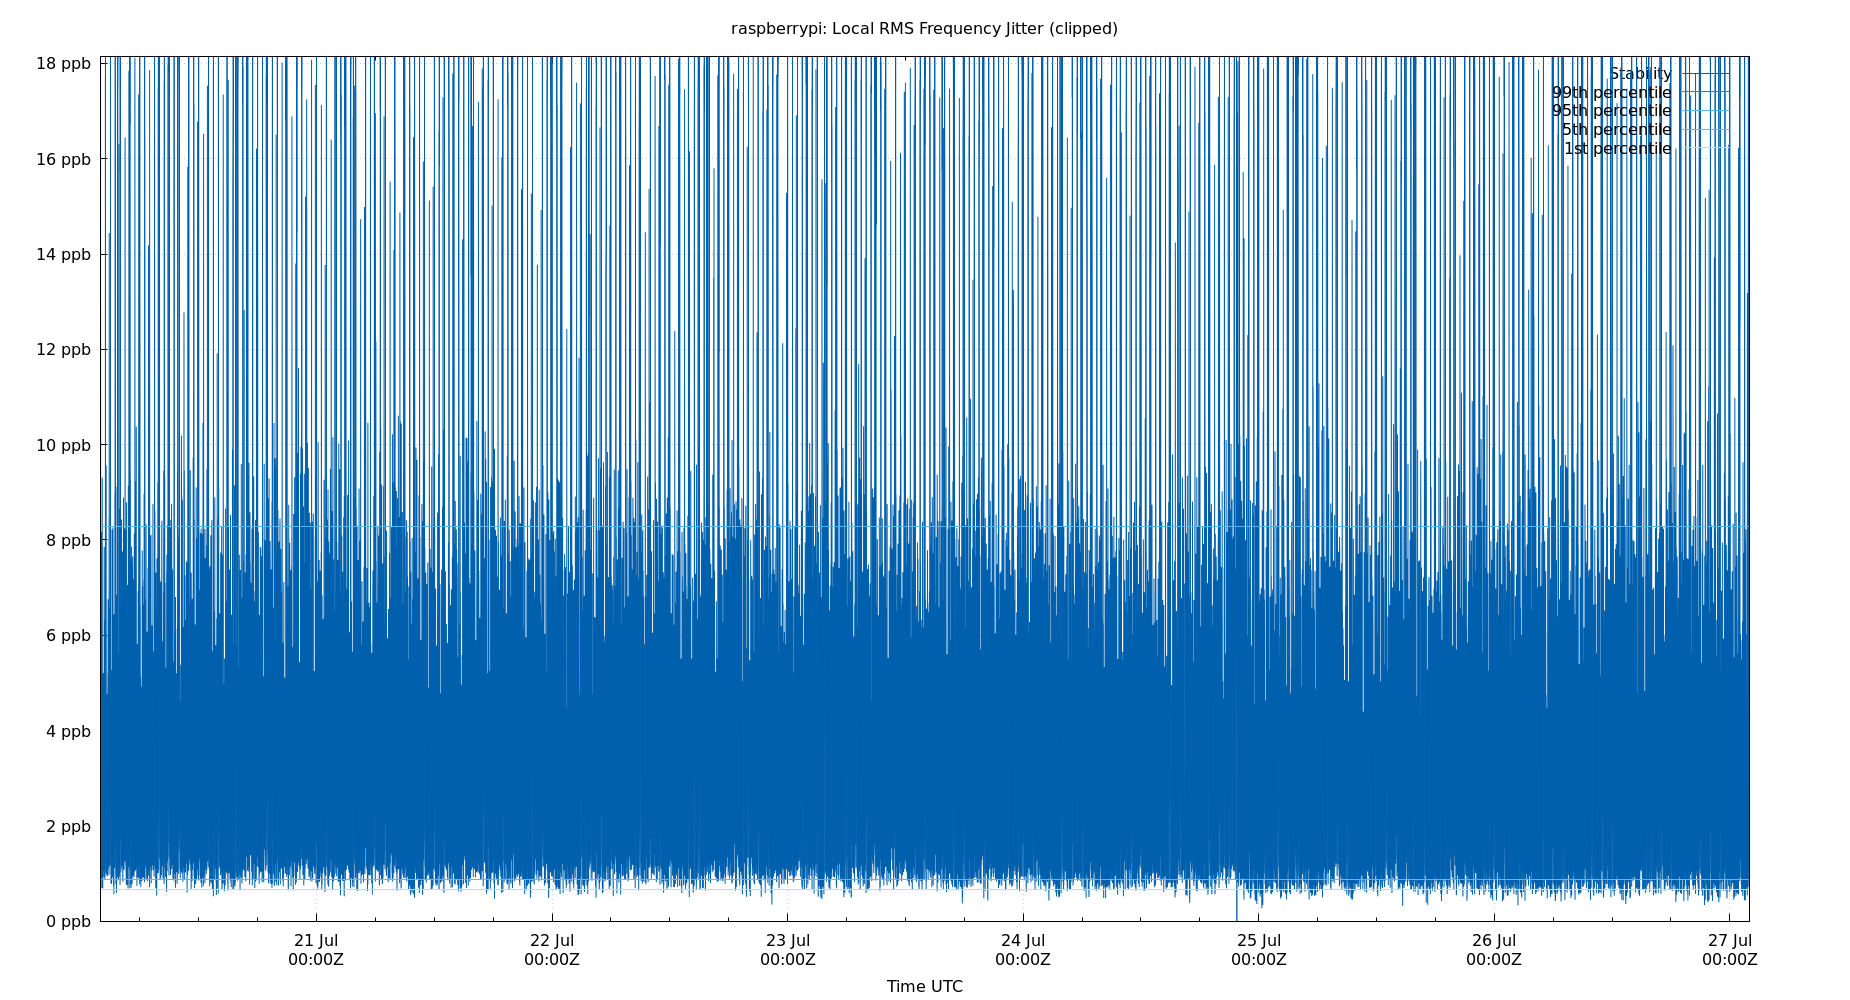 raspberrypi: Local RMS Frequency Jitter (clipped)
18 ppb
16 ppb
14 ppb
12 ppb
10 ppb
8 ppb
6 ppb
4 ppb
2 ppb
0 ppb
Stability
99th percentile
95th percentile
5th percentile
1st percentile
21 Jul 22 Jul 23 Jul 24 Jul 25 Jul 26 Jul 27 Jul
00:00Z 00:00Z 00:00Z 00:00Z 00:00Z 00:00Z 00:00Z
Time UTC